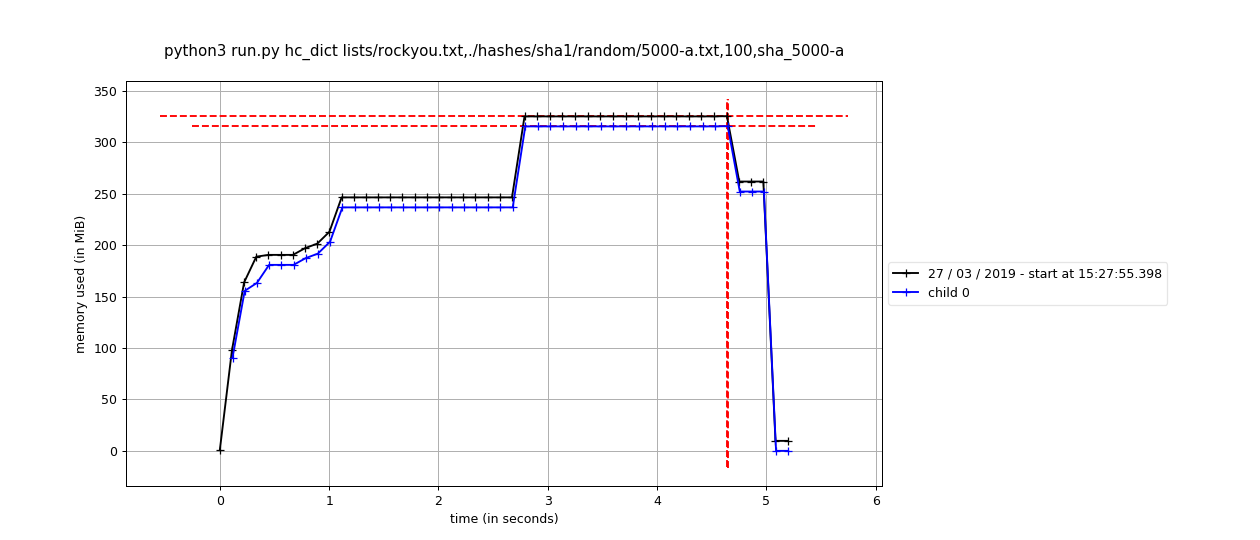 python3 run.py hc_dict lists/rockyou.txt,./hashes/sha1/random/5000-a.txt,100,sha_5000-a
350
300
250
200
150
100
50
0
memory used (in MiB)
0 1 2 3 4 5 6
time (in seconds)
27 / 03 / 2019 - start at 15:27:55.398
child 0